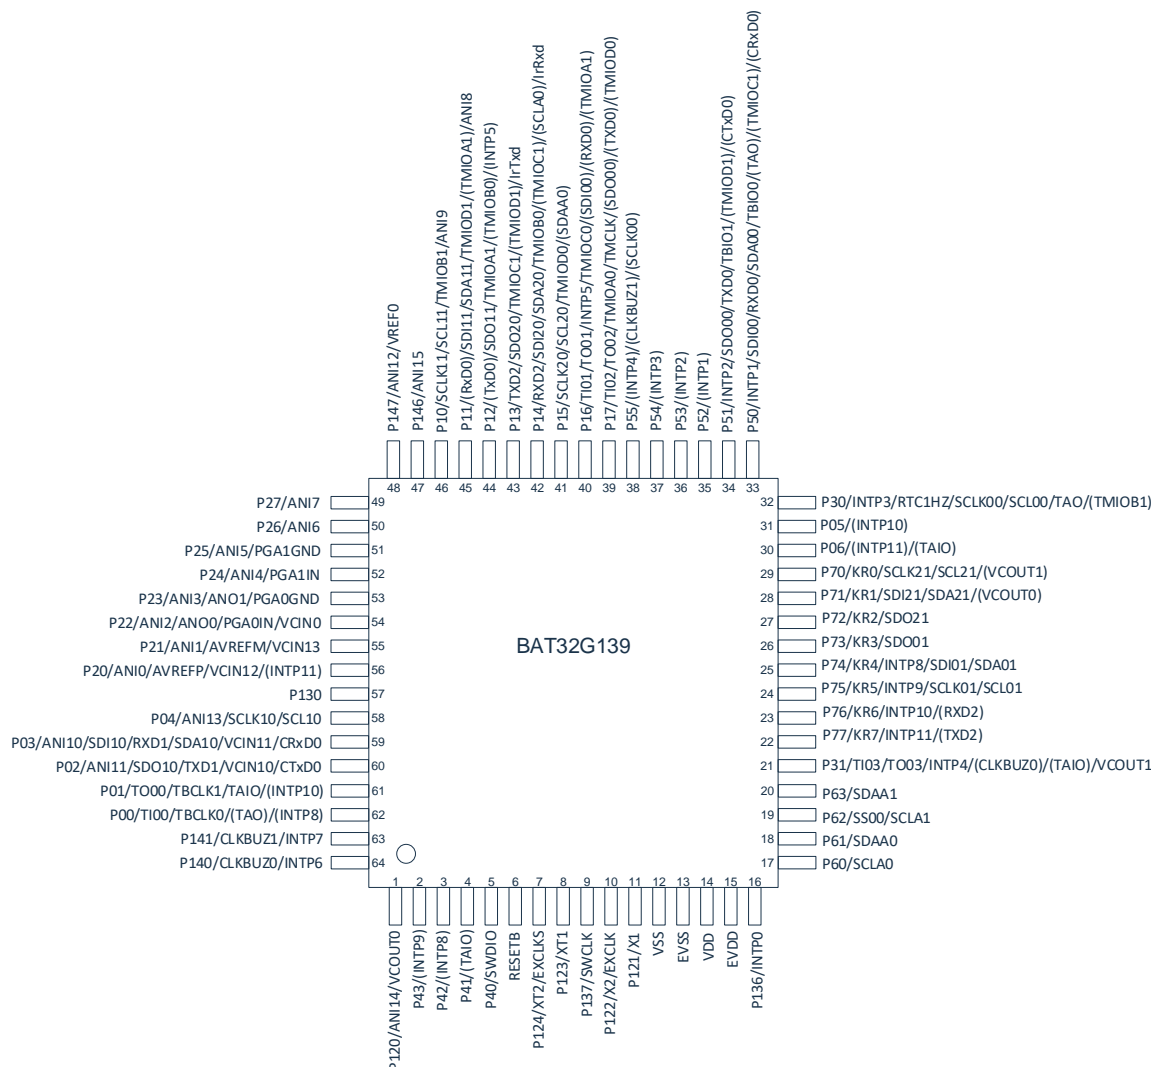 P147/ANI12/VREF0
P146/ANI15
P10/SCLK11/SCL11/TMIOB1/ANI9
P11/(RxD0)/SDI11/SDA11/TMIOD1/(TMIOA1)/ANI8
P12/(TxD0)/SDO11/TMIOA1/(TMIOB0)/(INTP5)
P13/TXD2/SDO20/TMIOC1/(TMIOD1)/IrTxd
P14/RXD2/SDI20/SDA20/TMIOB0/(TMIOC1)/(SCLA0)/IrRxd
P15/SCLK20/SCL20/TMIOD0/(SDAA0)
P16/TI01/TO01/INTP5/TMIOC0/(SDI00)/(RXD0)/(TMIOA1)
P17/TI02/TO02/TMIOA0/TMCLK/(SDO00)/(TXD0)/(TMIOD0)
P55/(INTP4)/(CLKBUZ1)/(SCLK00)
P54/(INTP3)
P53/(INTP2)
P52/(INTP1)
P51/INTP2/SDO00/TXD0/TBIO1/(TMIOD1)/(CTxD0)
P50/INTP1/SDI00/RXD0/SDA00/TBIO0/(TAO)/(TMIOC1)/(CRxD0)
48 47 46 45 44 43 42 41 40 39 38 37 36 35 34 33
P27/ANI7 49 32 P30/INTP3/RTC1HZ/SCLK00/SCL00/TAO/(TMIOB1)
P26/ANI6 50 31 P05/(INTP10)
P25/ANI5/PGA1GND 51 30 P06/(INTP11)/(TAIO)
P24/ANI4/PGA1IN 52 29 P70/KR0/SCLK21/SCL21/(VCOUT1)
P23/ANI3/ANO1/PGA0GND 53 28 P71/KR1/SDI21/SDA21/(VCOUT0)
P22/ANI2/ANO0/PGA0IN/VCIN0 54 27 P72/KR2/SDO21
P21/ANI1/AVREFM/VCIN13 55 BAT32G139 26 P73/KR3/SDO01
P20/ANI0/AVREFP/VCIN12/(INTP11) 56 25 P74/KR4/INTP8/SDI01/SDA01
P130 57 24 P75/KR5/INTP9/SCLK01/SCL01
P04/ANI13/SCLK10/SCL10 58 23 P76/KR6/INTP10/(RXD2)
P03/ANI10/SDI10/RXD1/SDA10/VCIN11/CRxD0 59 22 P77/KR7/INTP11/(TXD2)
P02/ANI11/SDO10/TXD1/VCIN10/CTxD0 60 21 P31/TI03/TO03/INTP4/(CLKBUZ0)/(TAIO)/VCOUT1
P01/TO00/TBCLK1/TAIO/(INTP10) 61 20 P63/SDAA1
P00/TI00/TBCLK0/(TAO)/(INTP8) 62 19 P62/SS00/SCLA1
P141/CLKBUZ1/INTP7 63 18 P61/SDAA0
P140/CLKBUZ0/INTP6 64 17 P60/SCLA0
1 2 3 4 5 6 7 8 9 10 11 12 13 14 15 16
P120/ANI14/VCOUT0
P43/(INTP9)
P42/(INTP8)
P41/(TAIO)
P40/SWDIO
RESETB
P124/XT2/EXCLKS
P123/XT1
P137/SWCLK
P122/X2/EXCLK
P121/X1
VSS
EVSS
VDD
EVDD
P136/INTP0